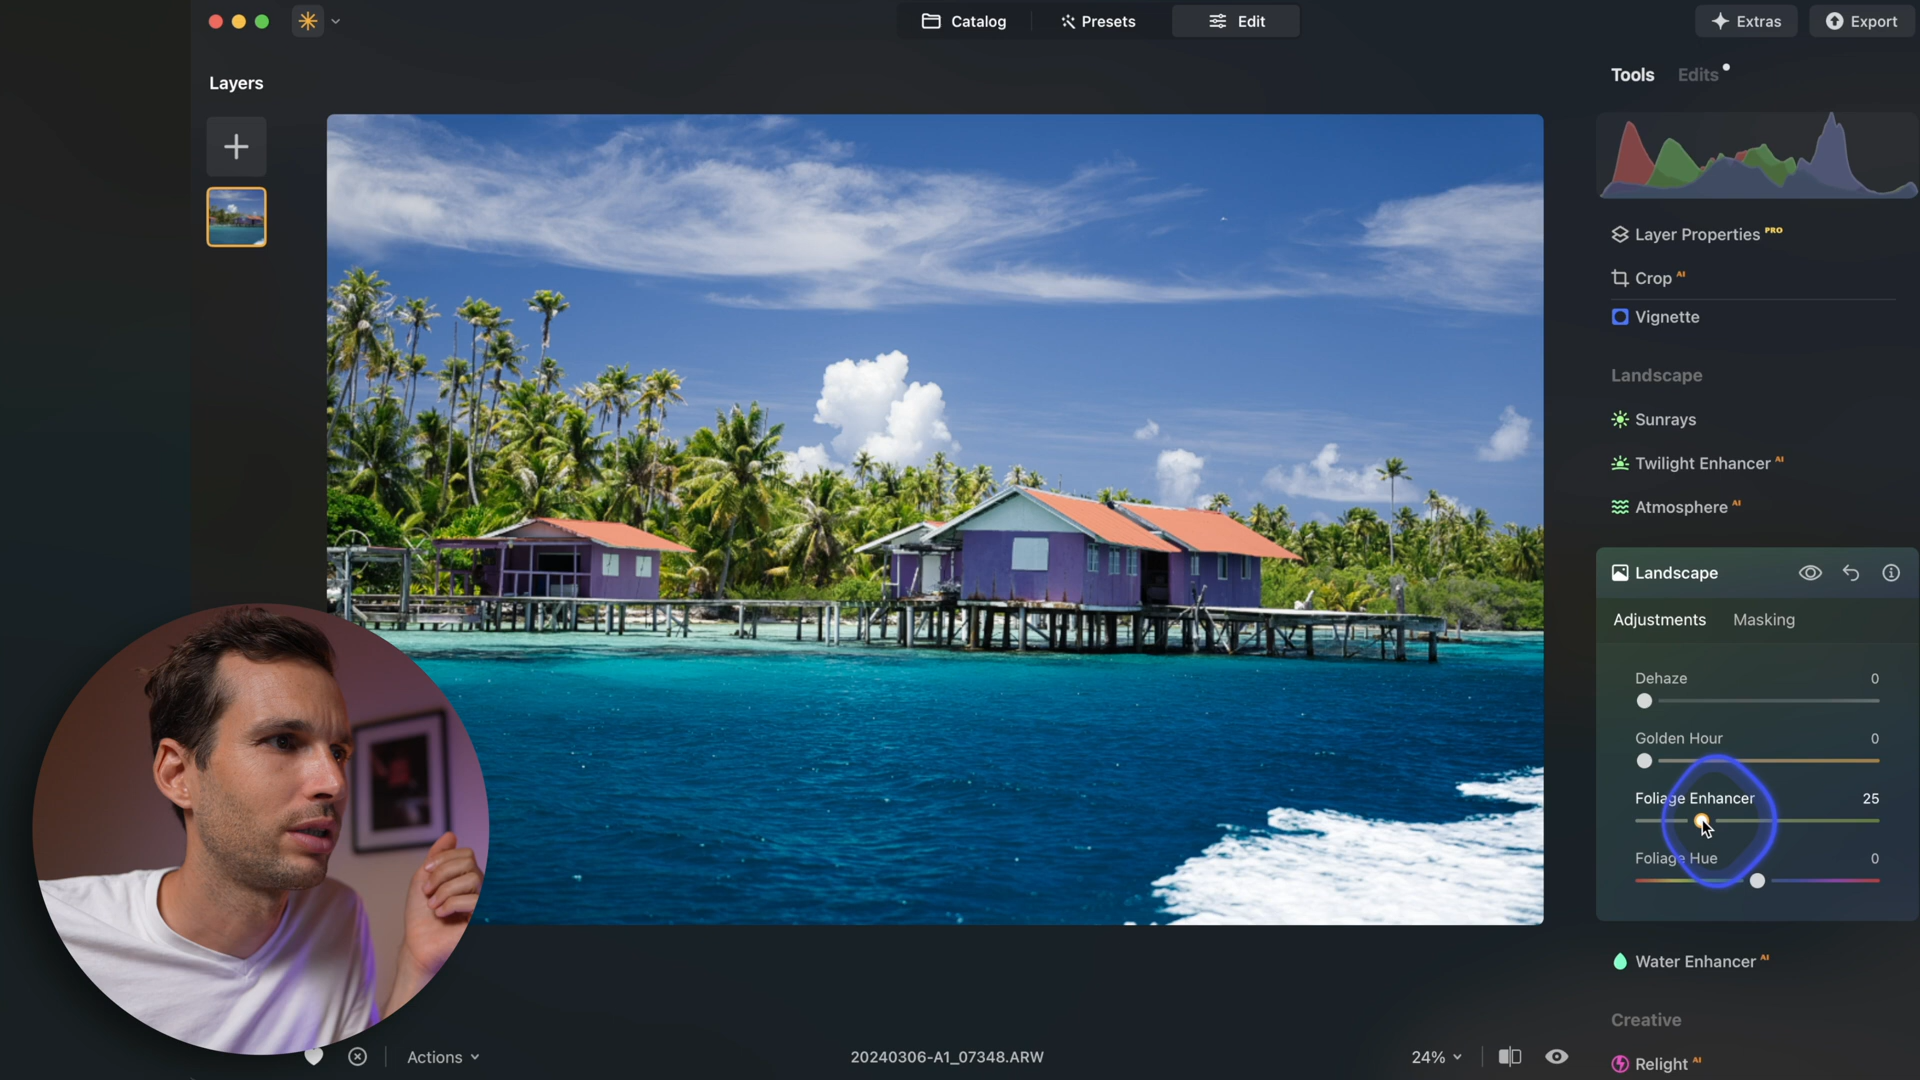 Catalog
Presets
Edit
Extras
Export
Layers
Tools
Edits
Layer Properties PRO
Crop AI
Vignette
Landscape
Sunrays
Twilight Enhancer AI
Atmosphere AI
Landscape
Adjustments
Masking
Dehaze 0
Golden Hour 0
Foliage Enhancer 25
Foliage Hue 0
Water Enhancer AI
Creative
Relight AI
Actions
20240306-A1_07348.ARW
24%